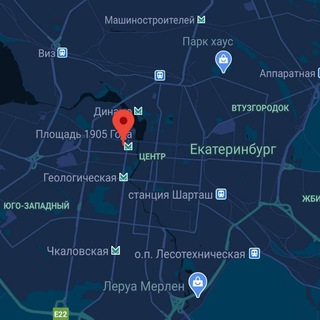 Машиностроителей
Парк хаус
Виз
Аппаратная
Динамо
ВТУЗГОРОДОК
Площадь 1905 Года
ЦЕНТР
Екатеринбург
Геологическая
станция Шарташ
ЖБИ
ЮГО-ЗАПАДНЫЙ
Чкаловская
о.п. Лесотехническая
Леруа Мерлен
E22